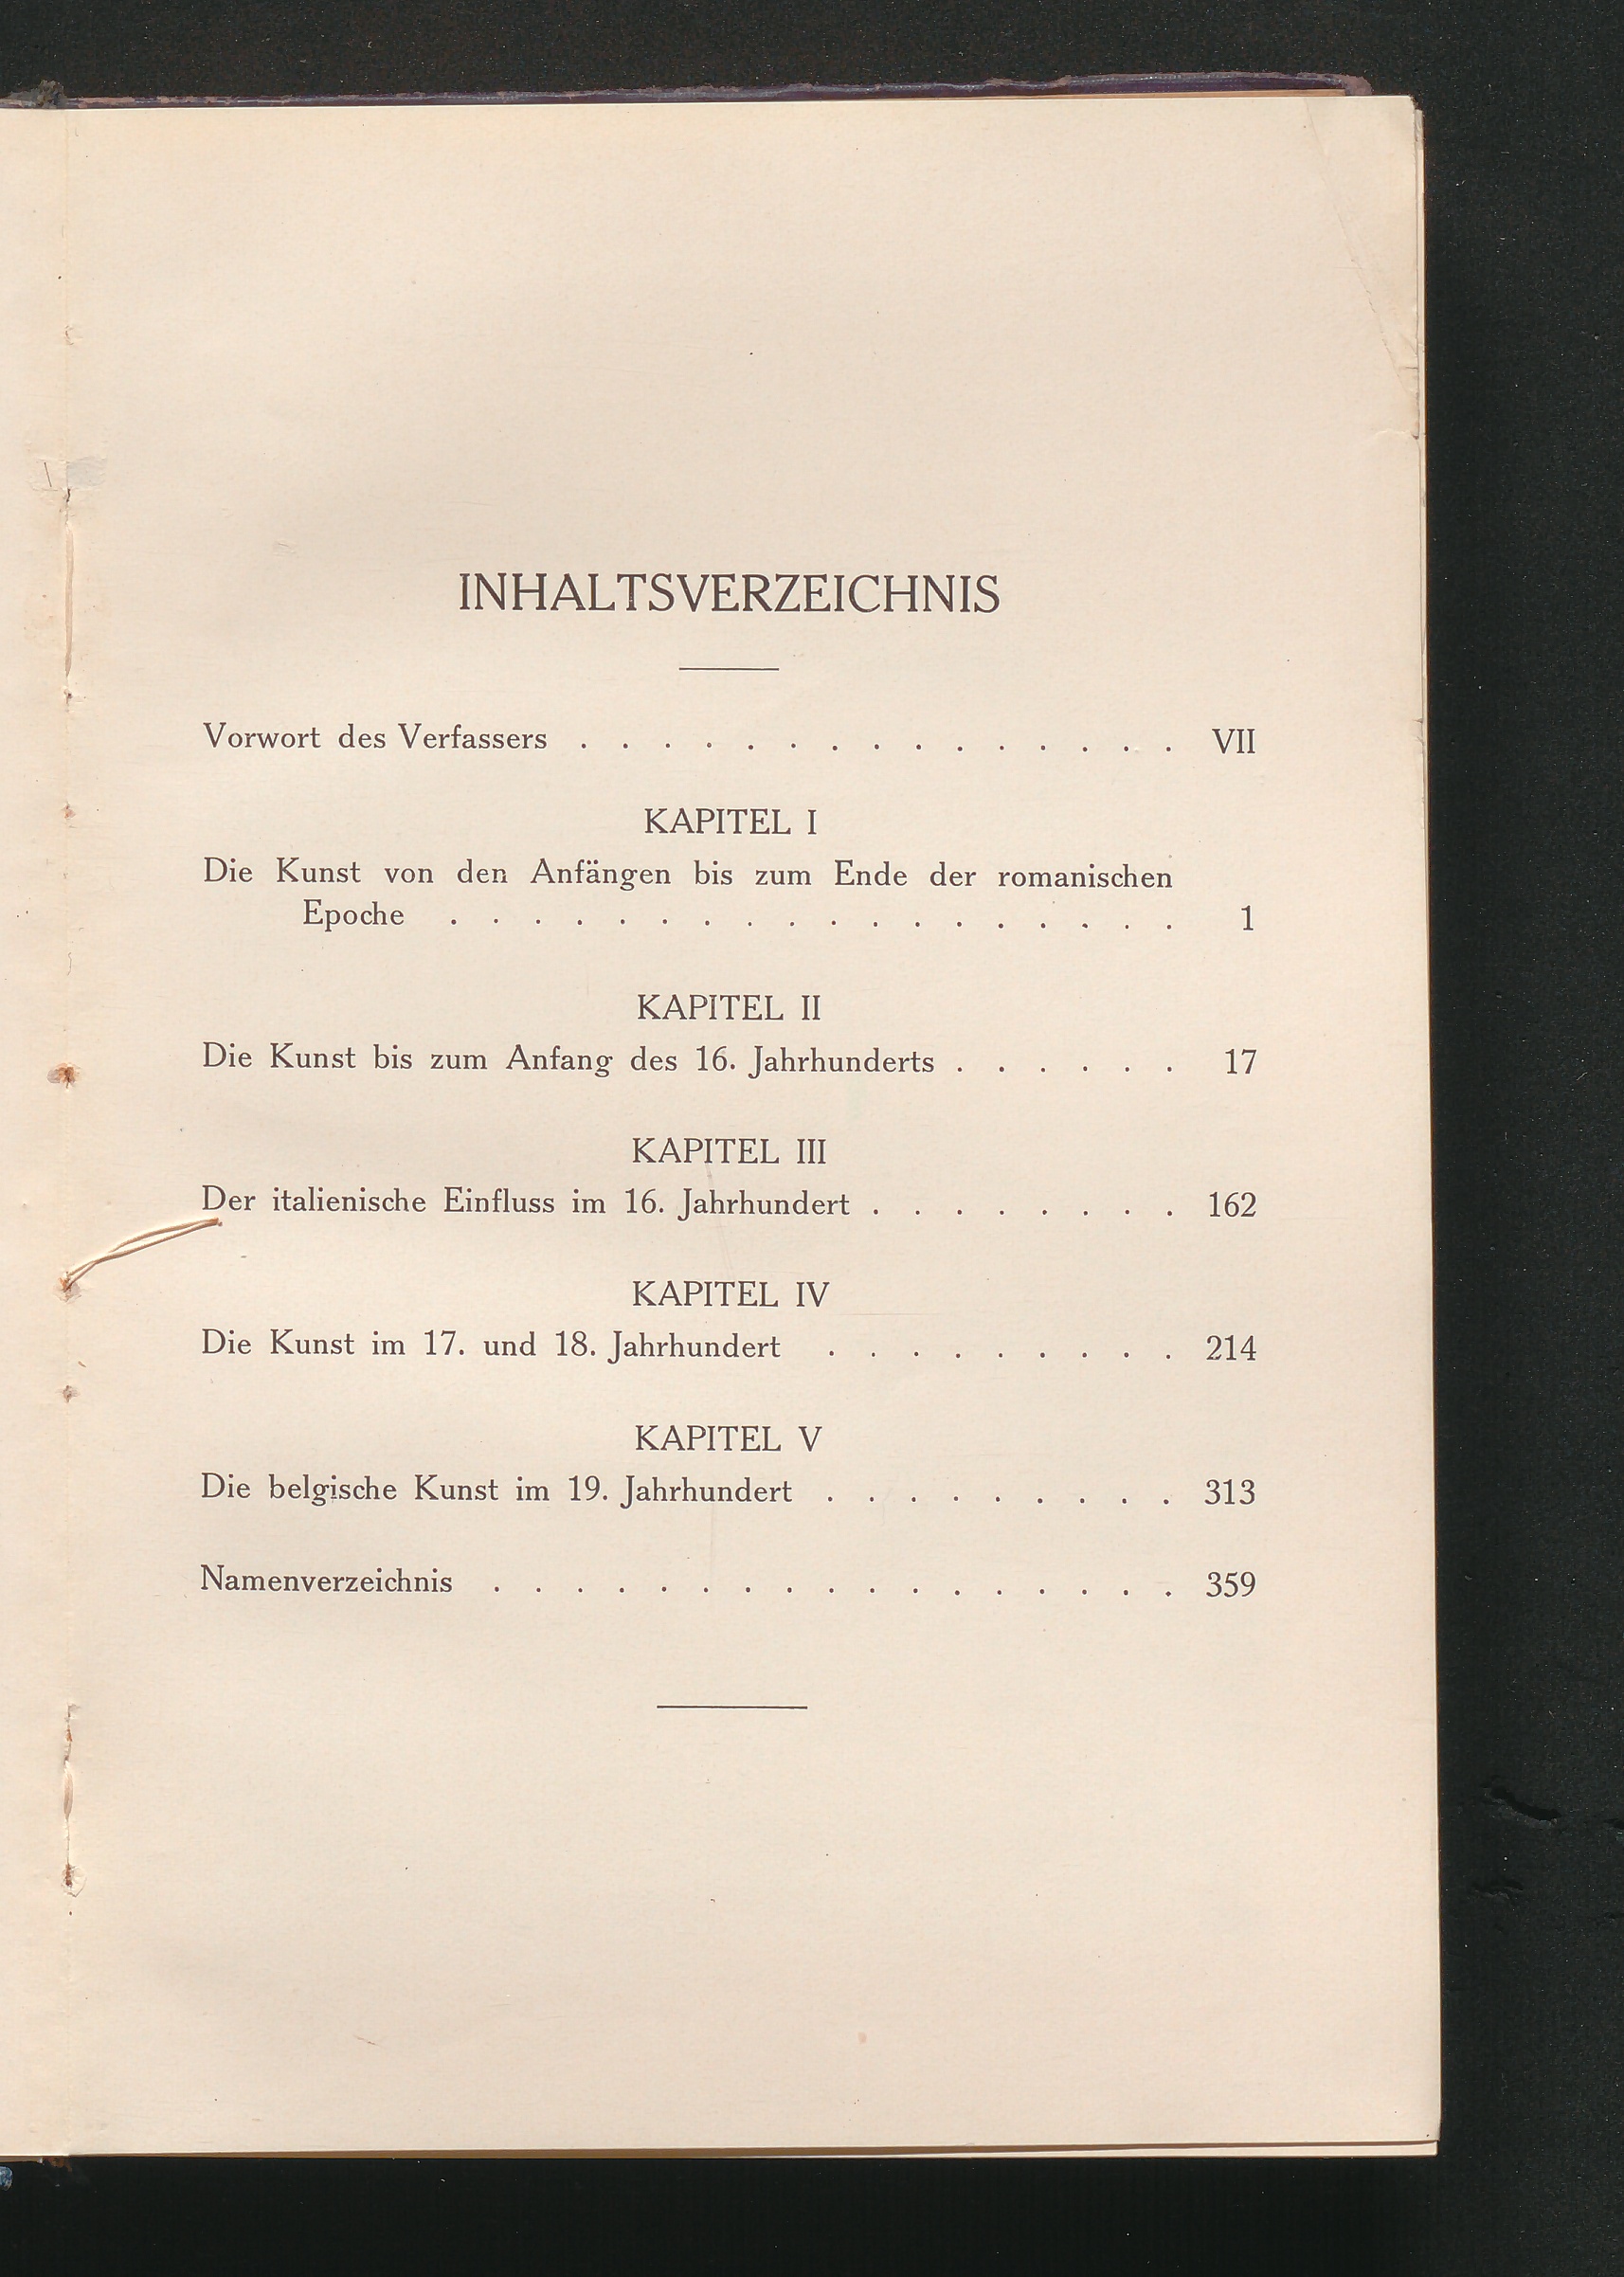 INHALTSVERZEICHNIS
Vorwort des Verfassers . . . . . . . . . . . . . . . VII
KAPITEL I
Die Kunst von den Anfängen bis zum Ende der romanischen
Epoche . . . . . . . . . . . . . . . . . . 1
KAPITEL II
Die Kunst bis zum Anfang des 16. Jahrhunderts . . . . . . 17
KAPITEL III
Der italienische Einfluss im 16. Jahrhundert . . . . . . . . 162
KAPITEL IV
Die Kunst im 17. und 18. Jahrhundert . . . . . . . . . 214
KAPITEL V
Die belgische Kunst im 19. Jahrhundert . . . . . . . . . 313
Namenverzeichnis . . . . . . . . . . . . . . . . . 359